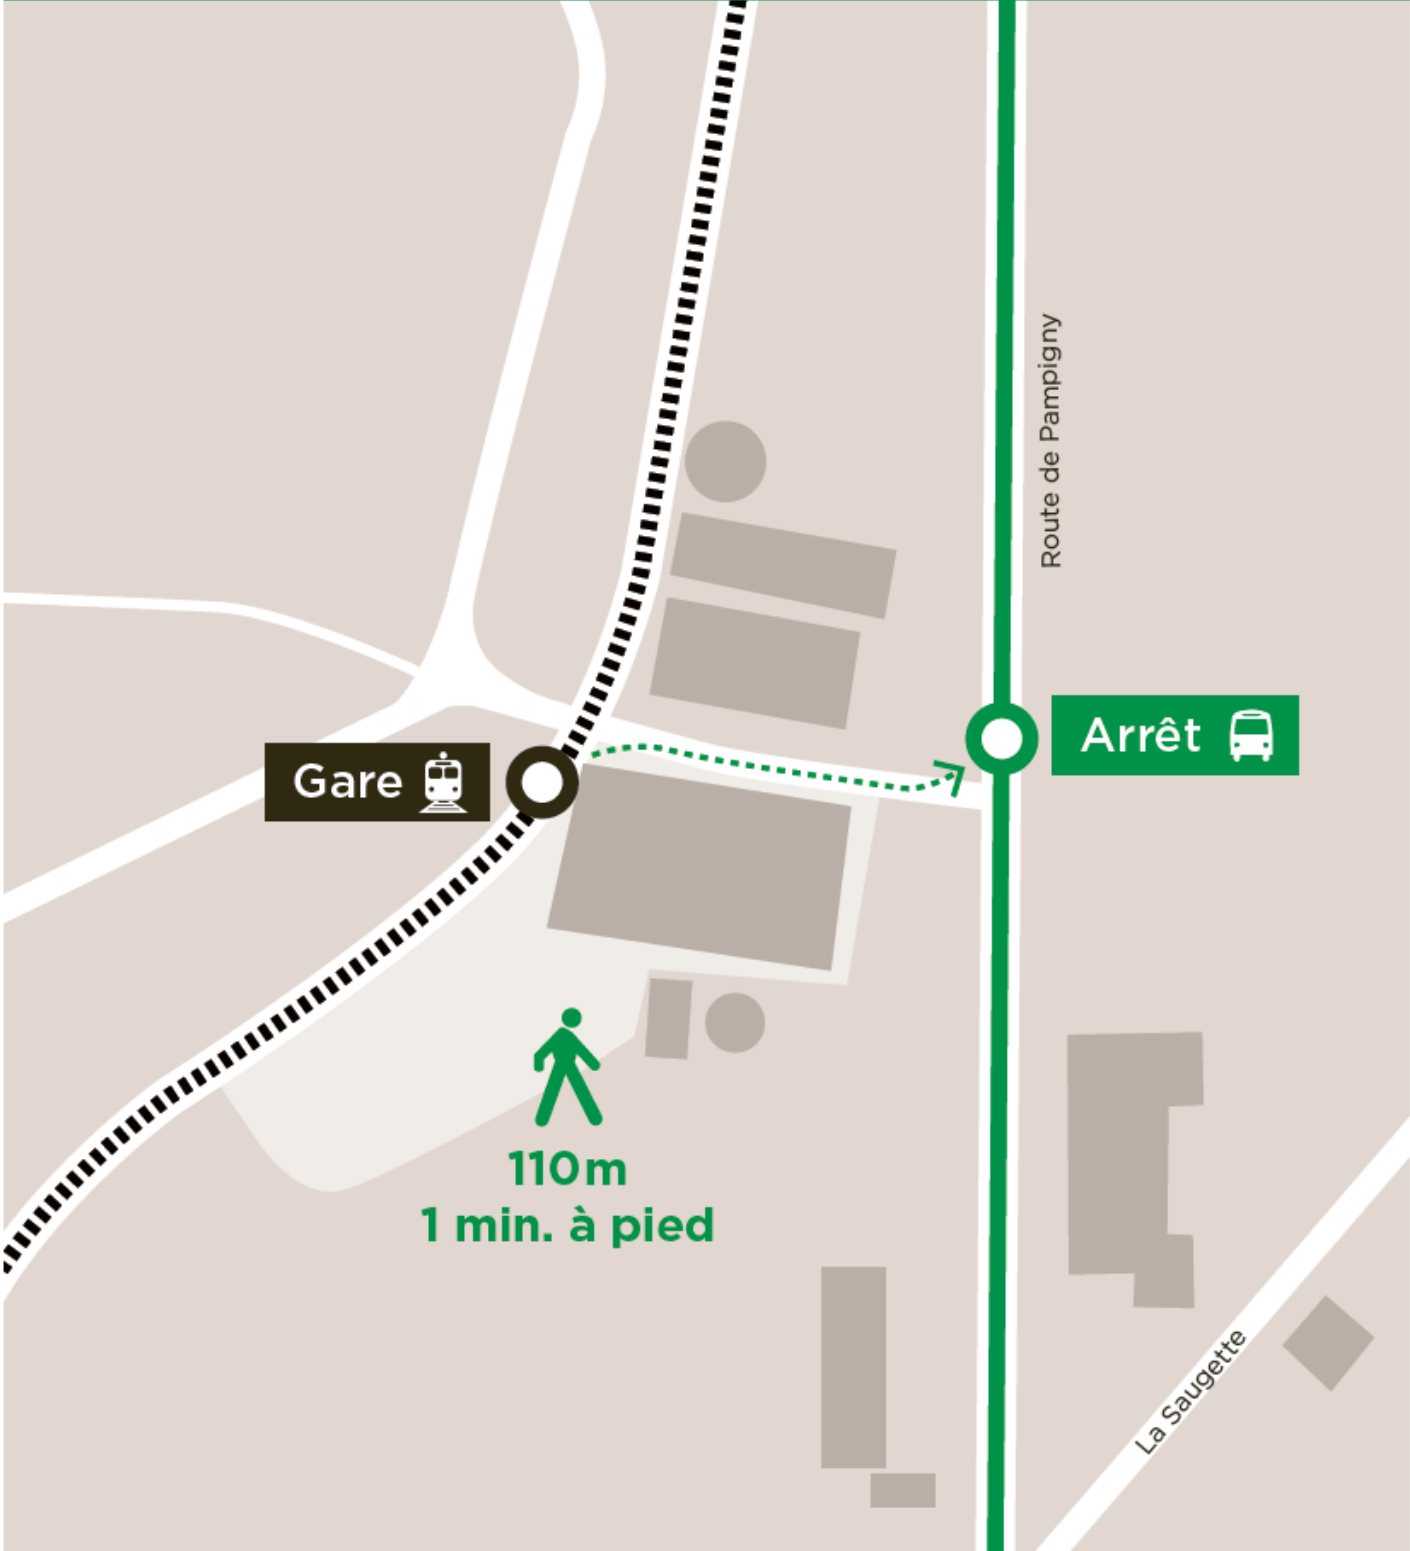 Route de Pampigny
Arrêt
Gare
110m
1 min. à pied
La Saugette